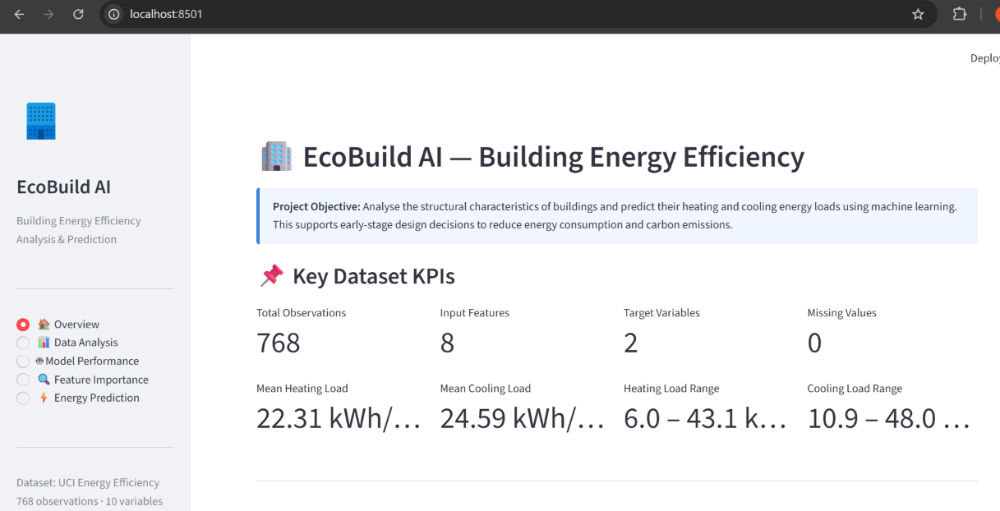 localhost:8501
Deploy
EcoBuild AI
Building Energy Efficiency
Analysis & Prediction
Overview
Data Analysis
Model Performance
Feature Importance
Energy Prediction
Dataset: UCI Energy Efficiency
768 observations · 10 variables
EcoBuild AI — Building Energy Efficiency
Project Objective: Analyse the structural characteristics of buildings and predict their heating and cooling energy loads using machine learning.
This supports early-stage design decisions to reduce energy consumption and carbon emissions.
Key Dataset KPIs
Total Observations Input Features Target Variables Missing Values
768 8 2 0
Mean Heating Load Mean Cooling Load Heating Load Range Cooling Load Range
22.31 kWh/… 24.59 kWh/… 6.0 – 43.1 k… 10.9 – 48.0 …